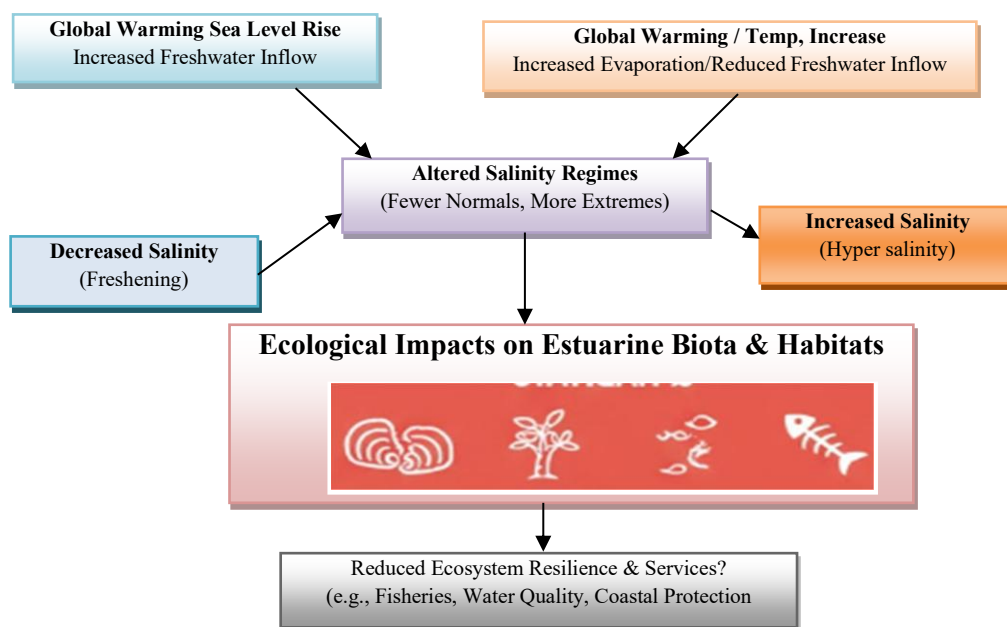 Global Warming Sea Level Rise
Increased Freshwater Inflow
Global Warming / Temp, Increase
Increased Evaporation/Reduced Freshwater Inflow
Altered Salinity Regimes
(Fewer Normals, More Extremes)
Decreased Salinity
(Freshening)
Increased Salinity
(Hyper salinity)
Ecological Impacts on Estuarine Biota & Habitats
Reduced Ecosystem Resilience & Services?
(e.g., Fisheries, Water Quality, Coastal Protection